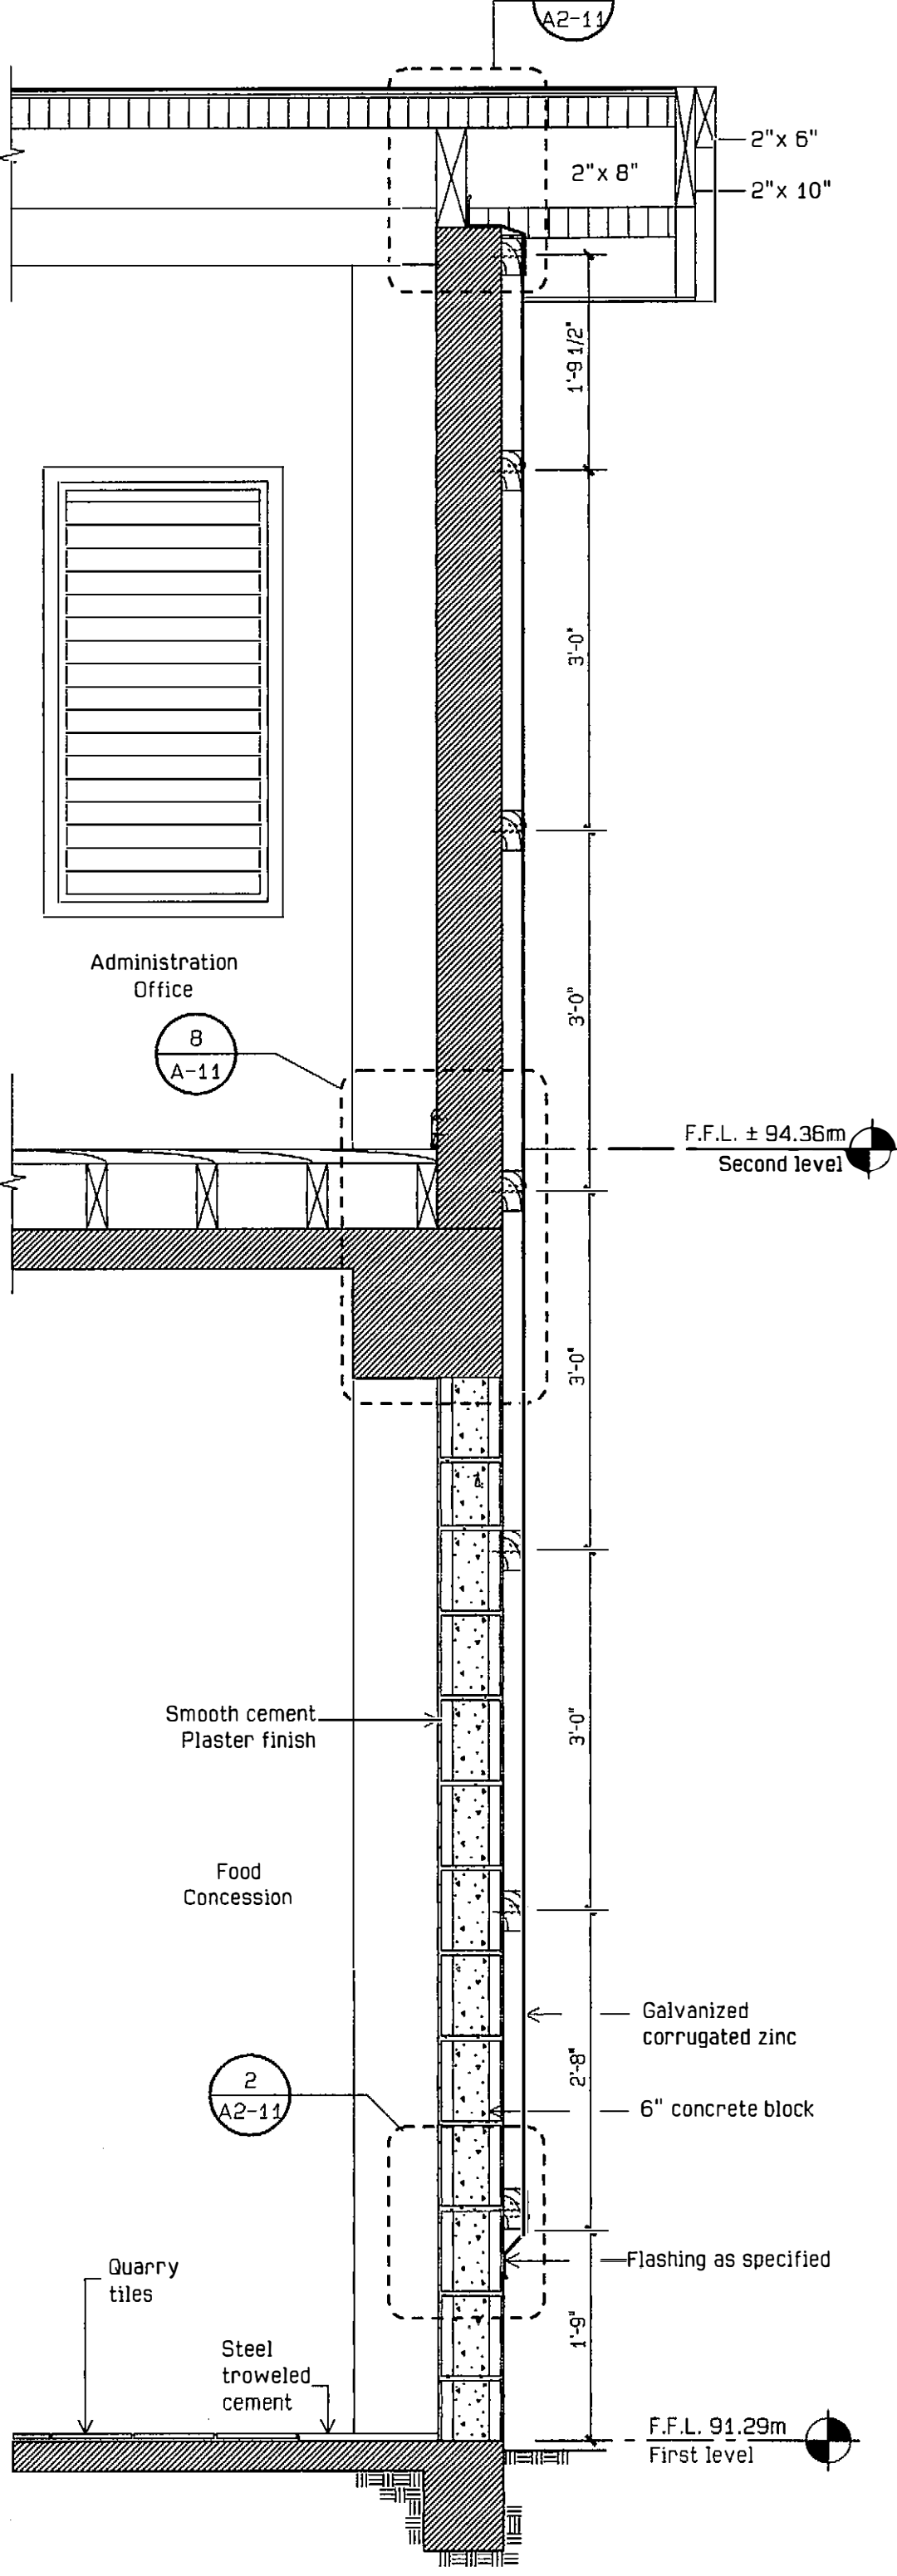 A2-11
2"x 6"
2"x 8"
2"x 10"
1'-9 1/2"
3'-0"
Administration
Office
3'-0"
8
A-11
F.F.L. ± 94.36m
Second level
3'-0"
Smooth cement
Plaster finish
3'-0"
Food
Concession
Galvanized
corrugated zinc
2'-8"
2
A2-11
6" concrete block
Quarry
tiles
Flashing as specified
1'-9"
Steel
troweled
cement
F.F.L. 91.29m
First level